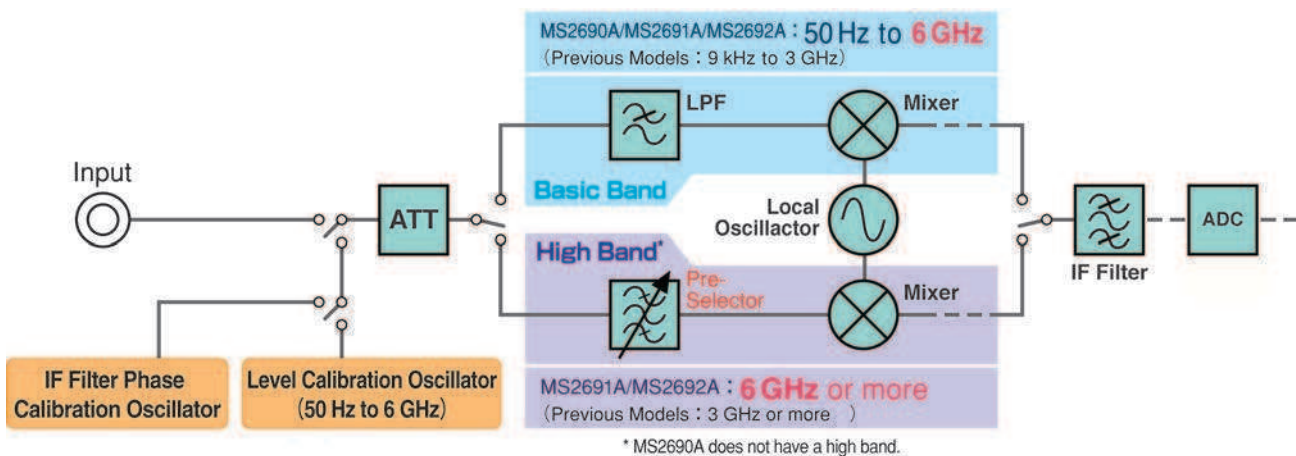 MS2690A/MS2691A/MS2692A : 50 Hz to 6 GHz
(Previous Models : 9 kHz to 3 GHz)
LPF
Mixer
Input
Basic Band
ATT
Local
Oscillactor
ADC
High Band*
IF Filter
Pre-
Selector
Mixer
IF Filter Phase
Calibration Oscillator
Level Calibration Oscillator
(50 Hz to 6 GHz)
MS2691A/MS2692A : 6 GHz or more
(Previous Models : 3 GHz or more )
* MS2690A does not have a high band.